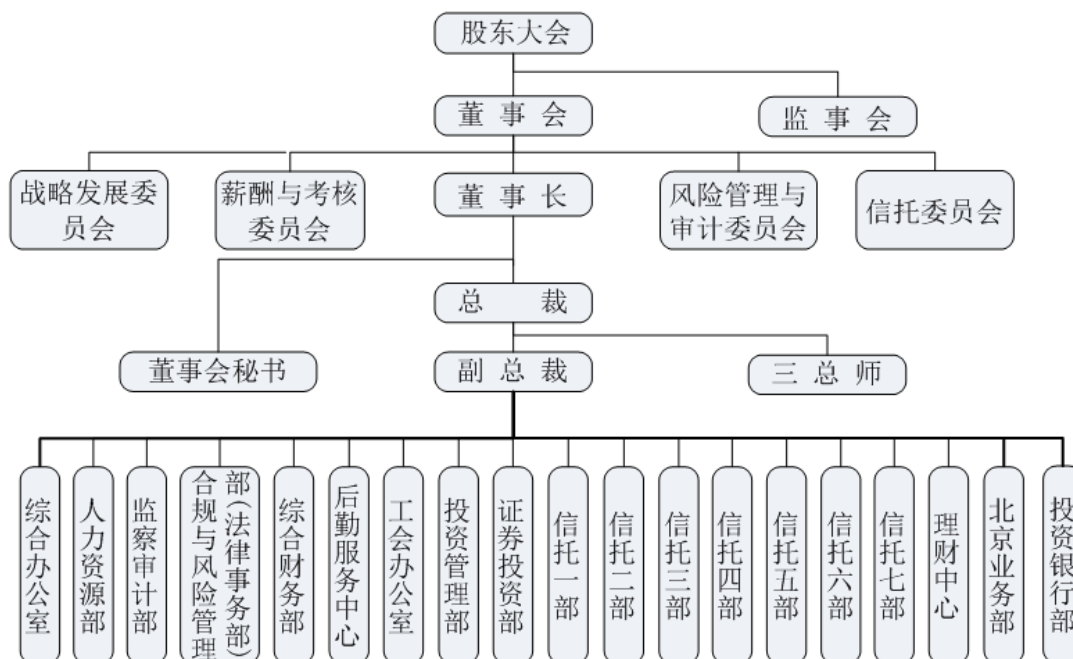 股东大会
董事会
监事会
战略发展委
员会
薪酬与考核
委员会
董事长
风险管理与
审计委员会
信托委员会
总裁
董事会秘书
副总裁
三总师
综合办公室
人力资源部
监察审计部
合规与风险管理
部(法律事务部)
综合财务部
后勤服务中心
工会办公室
投资管理部
证券投资部
信托一部
信托二部
信托三部
信托四部
信托五部
信托六部
信托七部
理财中心
北京业务部
投资银行部